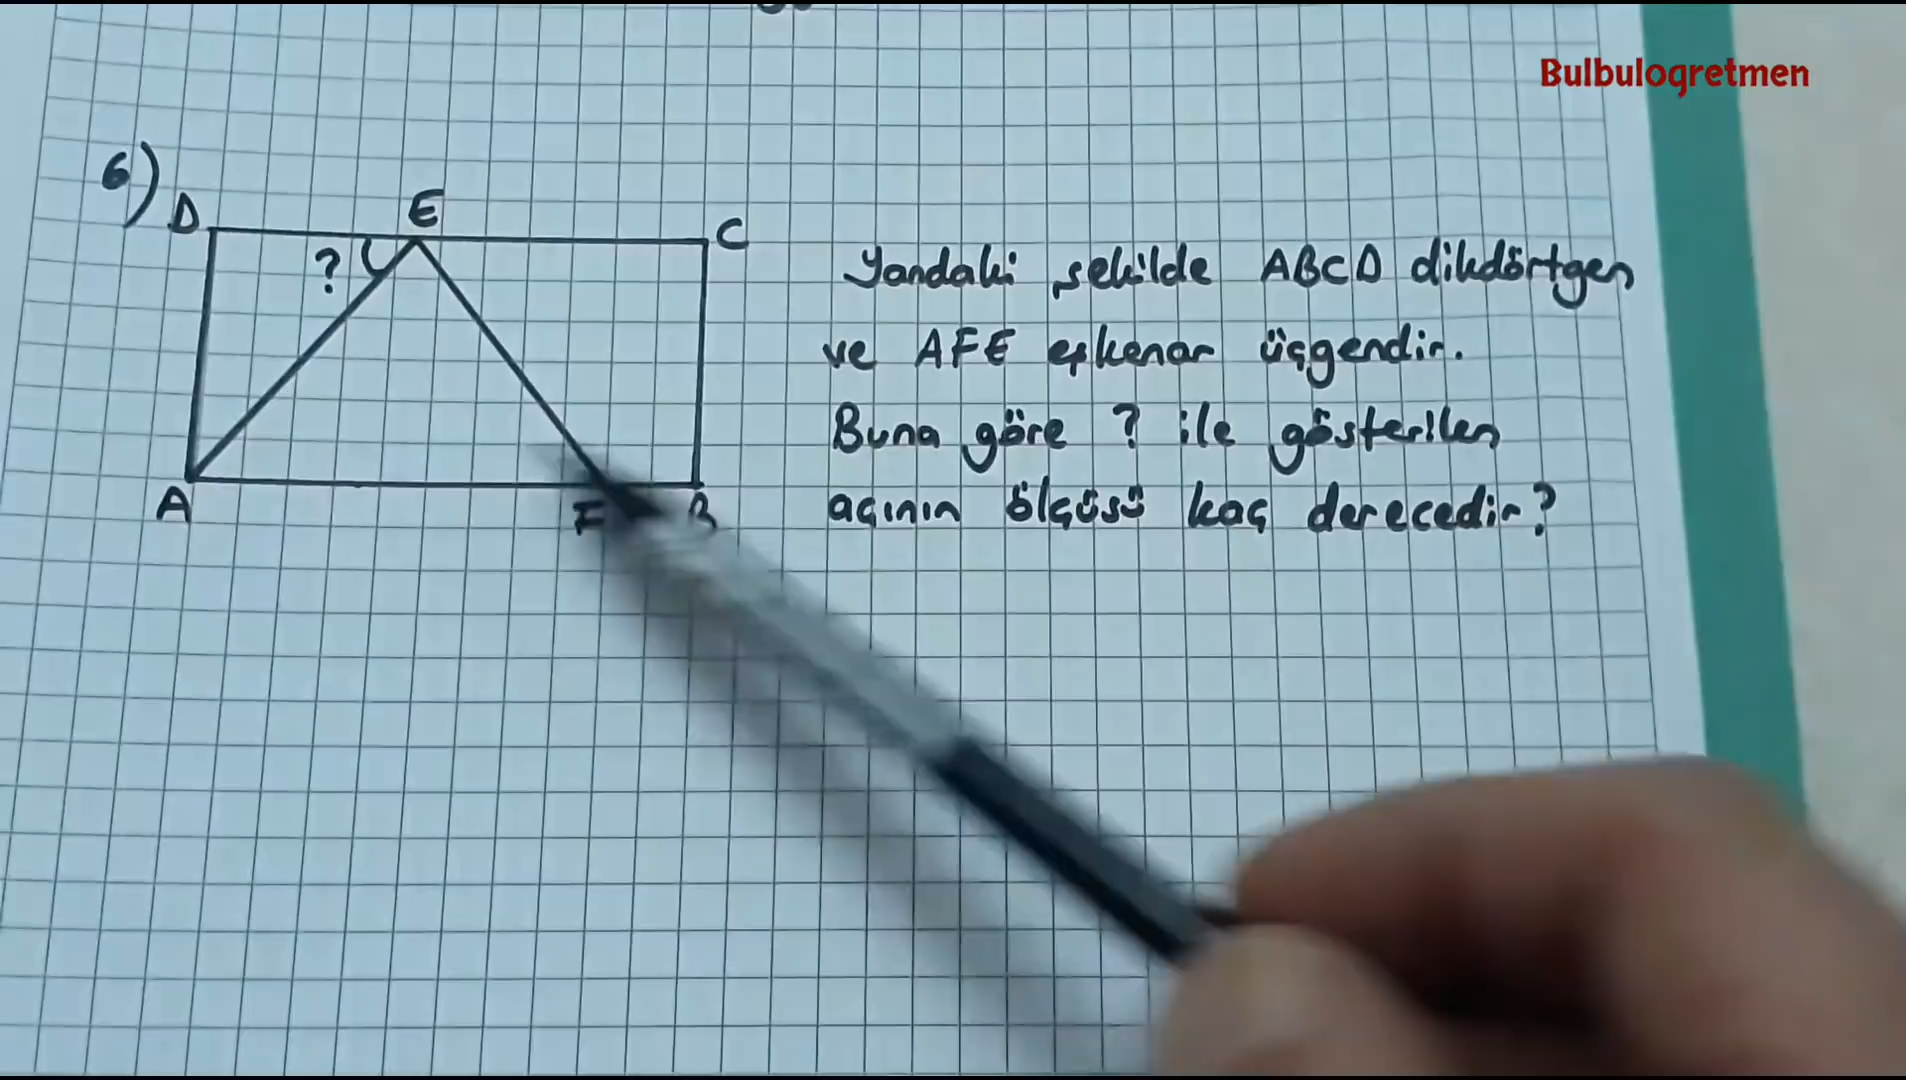 Bulbulogretmen
6)
D E C
?
Yandaki şekilde ABCD dikdörtgen
ve AFE eşkenar üçgendir.
Buna göre ? ile gösterilen
açının ölçüsü kaç derecedir?
A F B